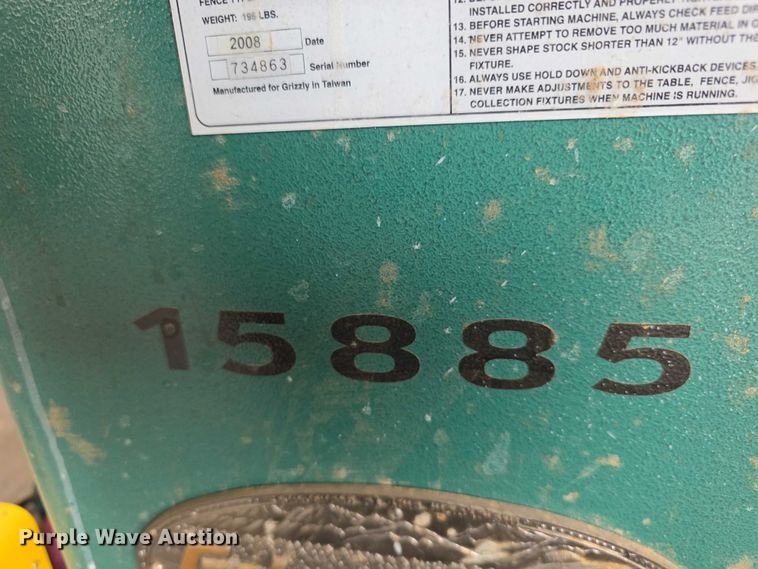 WEIGHT: 195 LBS.
2008 Date
734863 Serial Number
Manufactured for Grizzly in Taiwan
INSTALLED CORRECTLY AND PROPERLY
13. BEFORE STARTING MACHINE, ALWAYS CHECK FEED
14. NEVER ATTEMPT TO REMOVE TOO MUCH MATERIAL IN
15. NEVER SHAPE STOCK SHORTER THAN 12" WITHOUT THE
FIXTURE.
16. ALWAYS USE HOLD DOWN AND ANTI-KICKBACK DEVICES
17. NEVER MAKE ADJUSTMENTS TO THE TABLE, FENCE,
COLLECTION FIXTURES WHEN MACHINE IS RUNNING.
15885
Purple Wave Auction